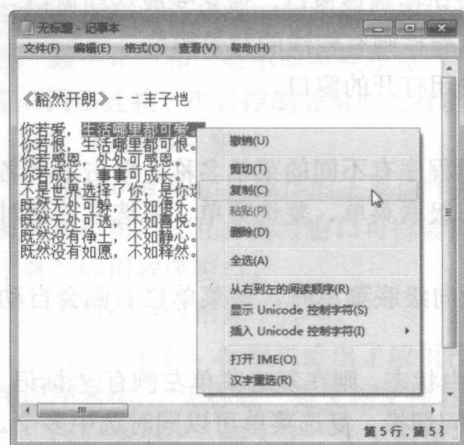 无标题 - 记事本
文件(F) 编辑(E) 格式(O) 查看(V) 帮助(H)
《豁然开朗》---丰子恺
你若爱，生活哪里都可爱。
你若恨，生活哪里都可恨。
你若感恩，处处可感恩。
你若成长，事事可成长。
不是世界选择了你，是你
既然无处可躲，不如傻乐。
既然无处可逃，不如喜悦。
既然没有净土，不如静心。
既然没有如愿，不如释然。
撤销(U)
剪切(T)
复制(C)
粘贴(P)
删除(D)
全选(A)
从右到左的阅读顺序(R)
显示 Unicode 控制字符(S)
插入 Unicode 控制字符(I)
打开 IME(O)
汉字重选(R)
第 5 行，第 5